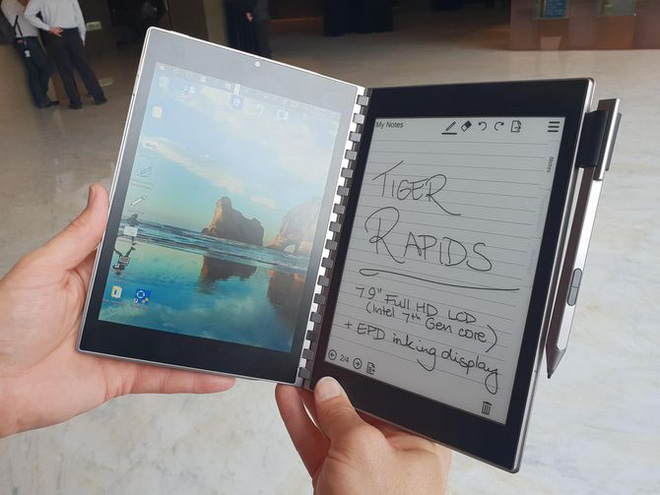 My Notes
Notes
TIGER
RAPIDS
7.9" Full HD LCD
(Intel 7th Gen core)
+ EPD inking display
2/4